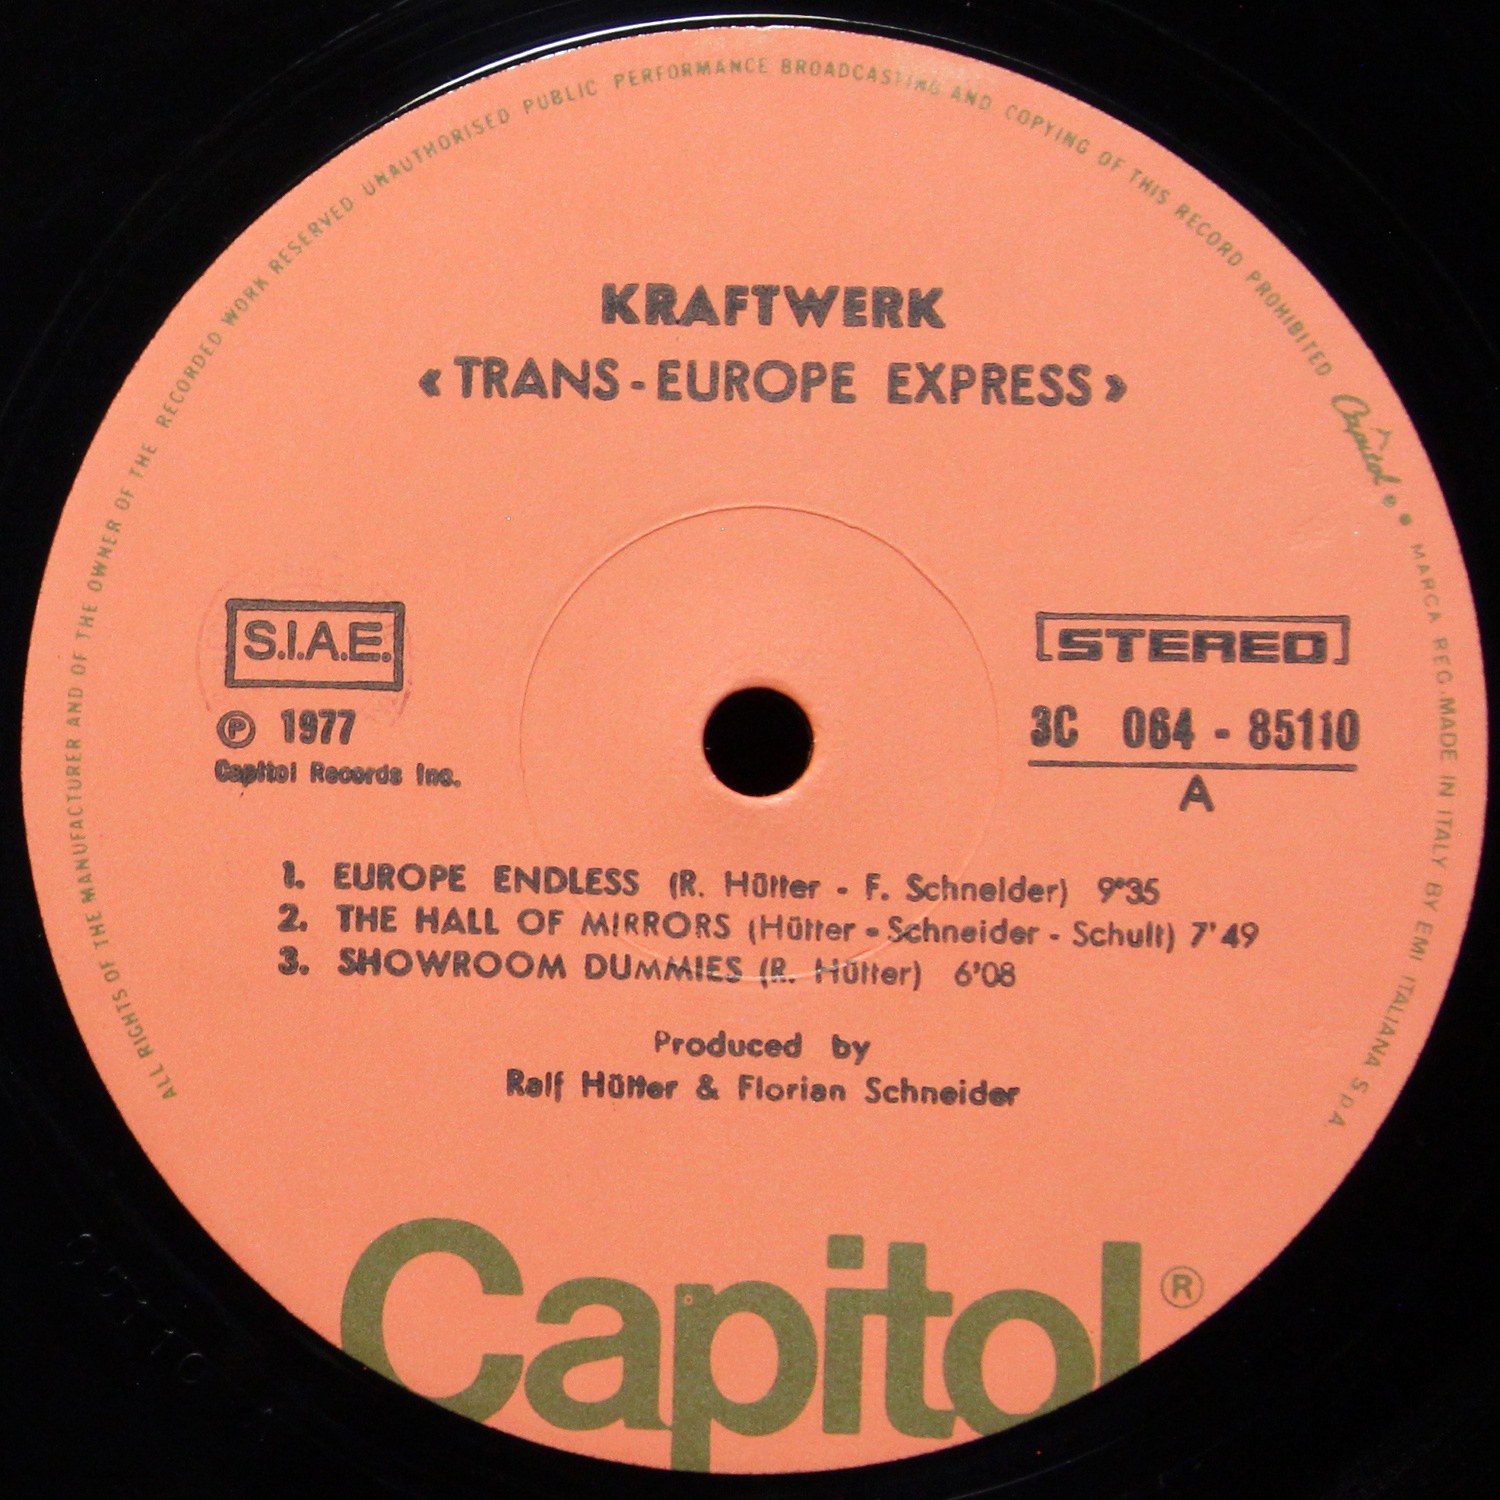 ALL RIGHTS OF THE MANUFACTURER AND OF THE OWNER OF THE RECORDED WORK RESERVED UNAUTHORISED PUBLIC PERFORMANCE BROADCASTING AND COPYING OF THIS RECORD PROHIBITED Capitol ® • MARCA REG. MADE IN ITALY BY EMI ITALIANA S.p.A
KRAFTWERK
« TRANS - EUROPE EXPRESS »
S.I.A.E.
Ⓟ 1977
Capitol Records Inc.
STEREO
3C 064 - 85110
A
1. EUROPE ENDLESS (R. Hütter - F. Schneider) 9'35
2. THE HALL OF MIRRORS (Hütter - Schneider - Schult) 7'49
3. SHOWROOM DUMMIES (R. Hütter) 6'08
Produced by
Ralf Hütter & Florian Schneider
Capitol ®